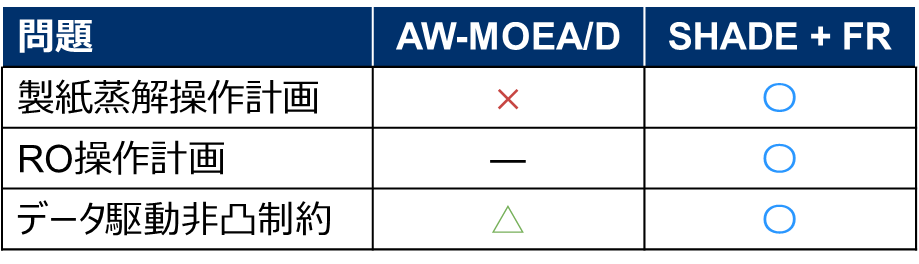 問題 AW-MOEA/D SHADE + FR
製紙蒸解操作計画 × 〇
RO操作計画 — 〇
データ駆動非凸制約 △ 〇